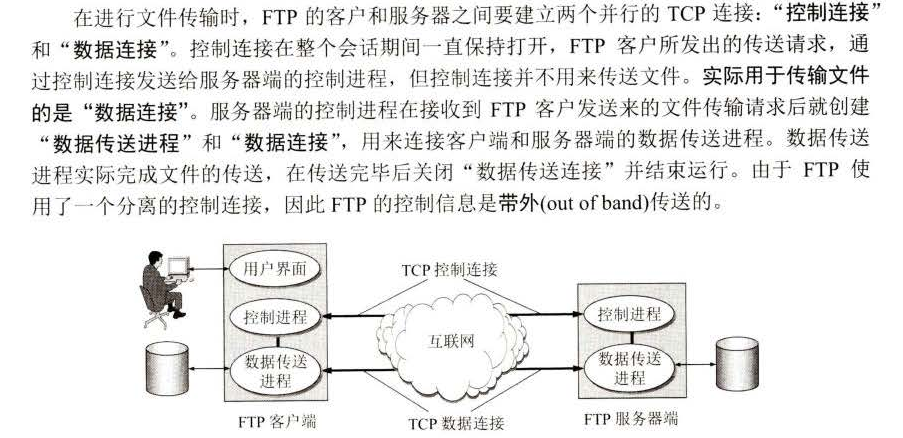 在进行文件传输时，FTP 的客户和服务器之间要建立两个并行的 TCP 连接：“控制连接”
和“数据连接”。控制连接在整个会话期间一直保持打开，FTP 客户所发出的传送请求，通
过控制连接发送给服务器端的控制进程，但控制连接并不用来传送文件。实际用于传输文件
的是“数据连接”。服务器端的控制进程在接收到 FTP 客户发送来的文件传输请求后就创建
“数据传送进程”和“数据连接”，用来连接客户端和服务器端的数据传送进程。数据传送
进程实际完成文件的传送，在传送完毕后关闭“数据传送连接”并结束运行。由于 FTP 使
用了一个分离的控制连接，因此 FTP 的控制信息是带外(out of band)传送的。
用户界面
TCP 控制连接
控制进程
互联网
控制进程
数据传送
进程
数据传送
进程
FTP 客户端
TCP 数据连接
FTP 服务器端